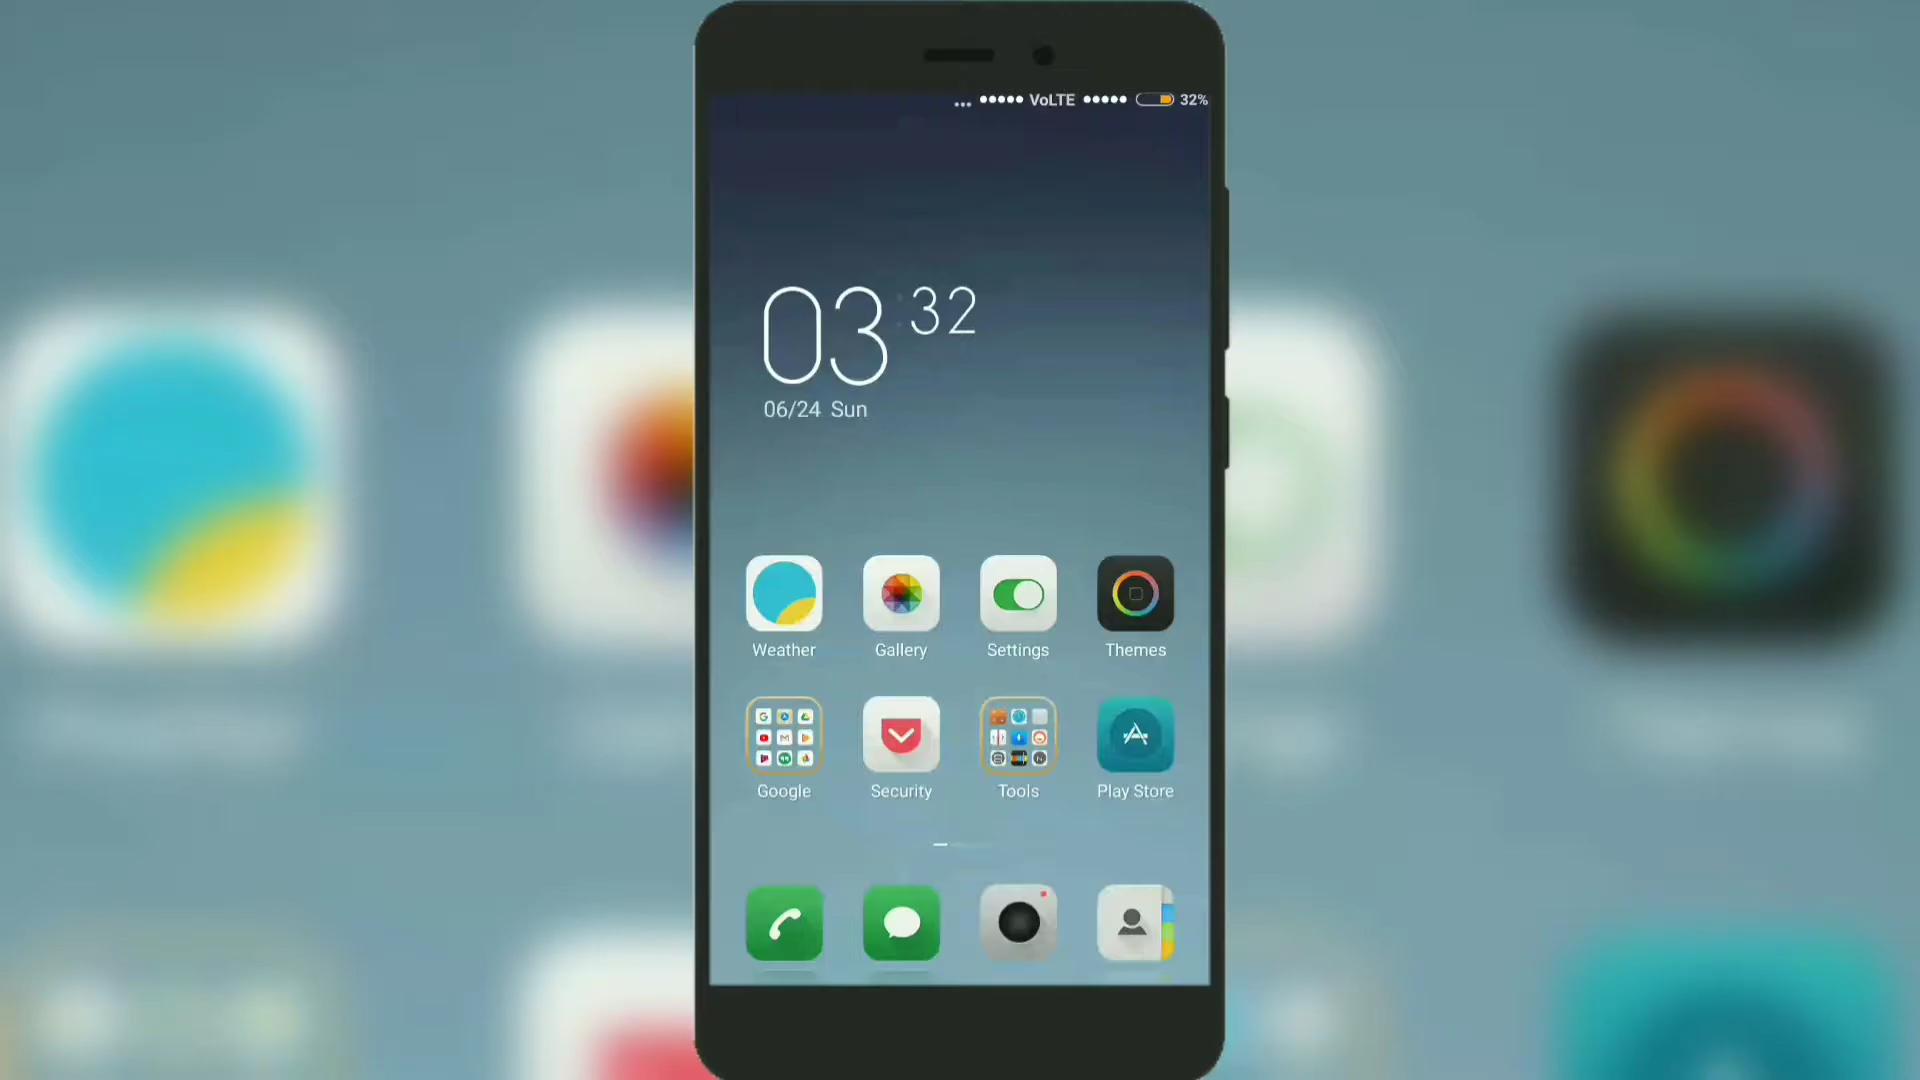 ... VoLTE 32%
03:32
06/24 Sun
Weather Gallery Settings Themes
Google Security Tools Play Store